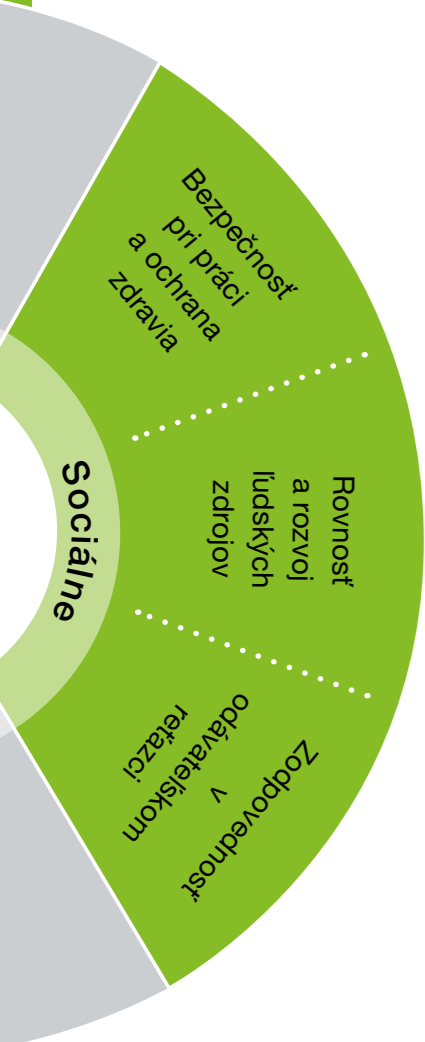 Bezpečnosť
pri práci
a ochrana
zdravia
Rovnosť
a rozvoj
ľudských
zdrojov
Zodpovednosť
v
odávateľskom
reťazci
Sociálne